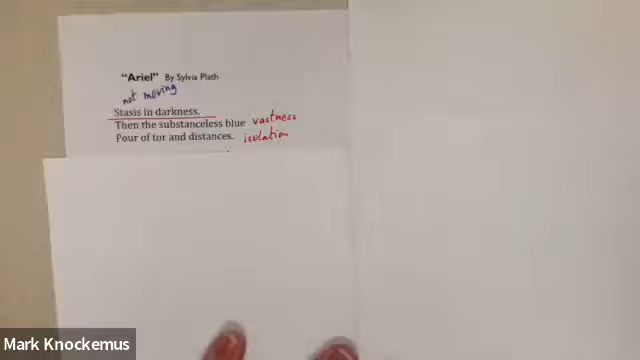 "Ariel" By Sylvia Plath
not moving
Stasis in darkness.
Then the substanceless blue vastness
Pour of tor and distances. isolation
Mark Knockemus